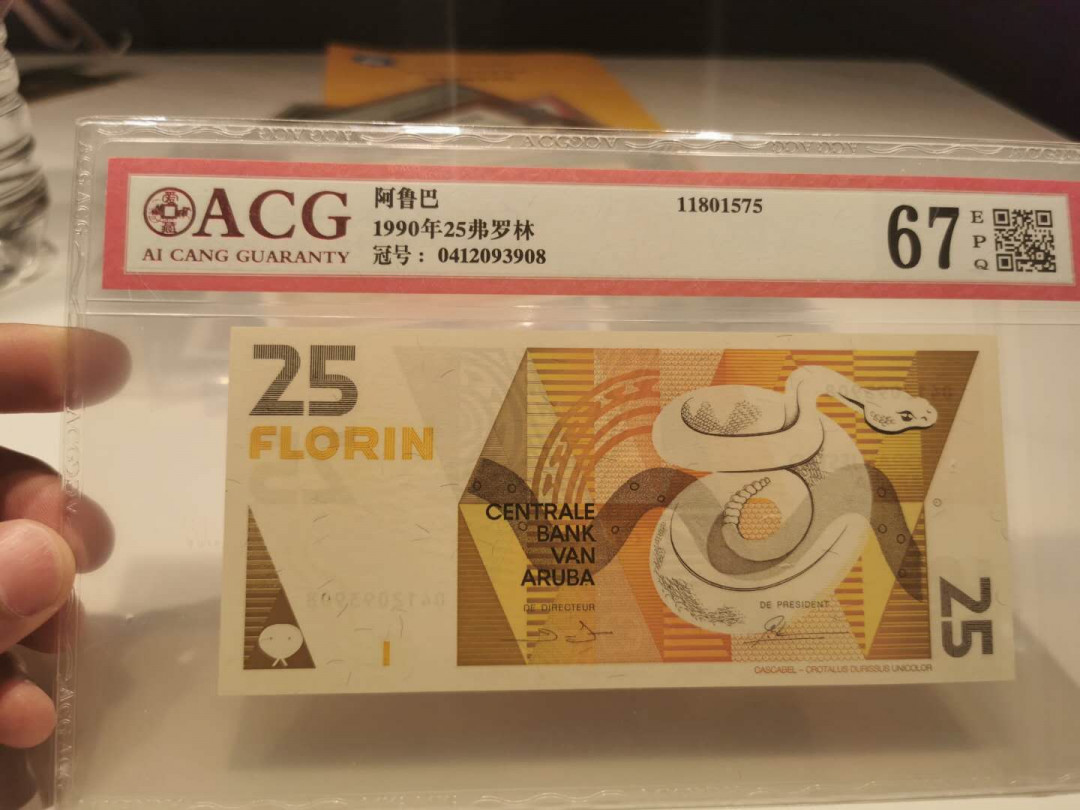 ACG
AI CANG GUARANTY
阿鲁巴
1990年25弗罗林
冠号： 0412093908
11801575
67
EPQ
25
FLORIN
CENTRALE
BANK
VAN
ARUBA
DE DIRECTEUR
DE PRESIDENT
25
CASCABEL – CROTALUS DURISSUS UNICOLOR